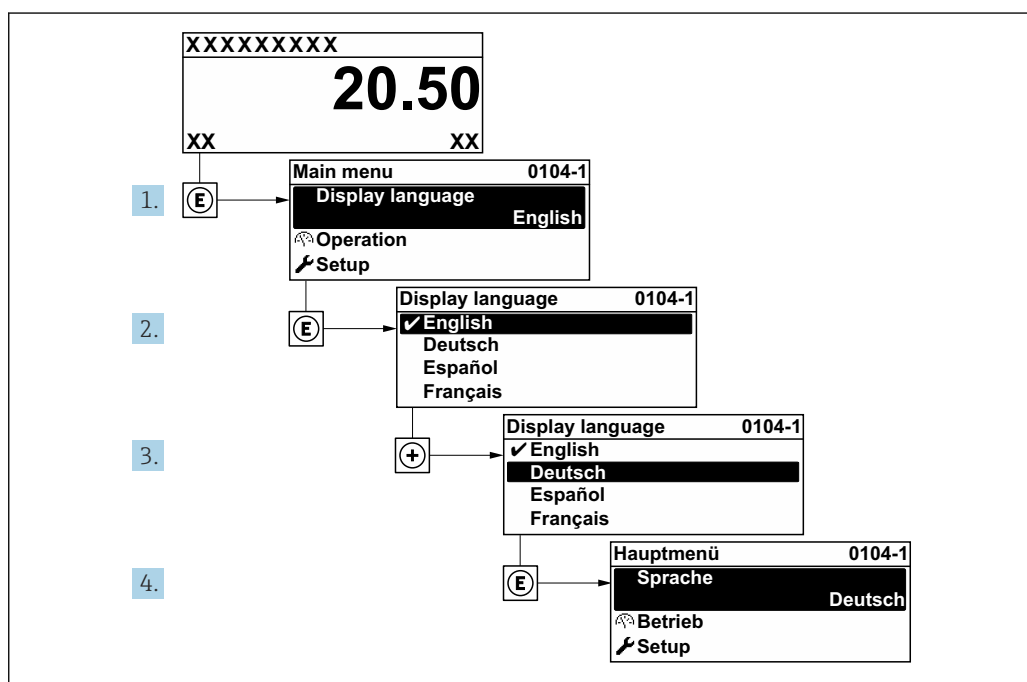 XXXXXXXXX
20.50
XX XX
1. E
Main menu 0104-1
Display language
English
Operation
Setup
2. E
Display language 0104-1
✔English
Deutsch
Español
Français
3. +
Display language 0104-1
✔English
Deutsch
Español
Français
4. E
Hauptmenü 0104-1
Sprache
Deutsch
Betrieb
Setup